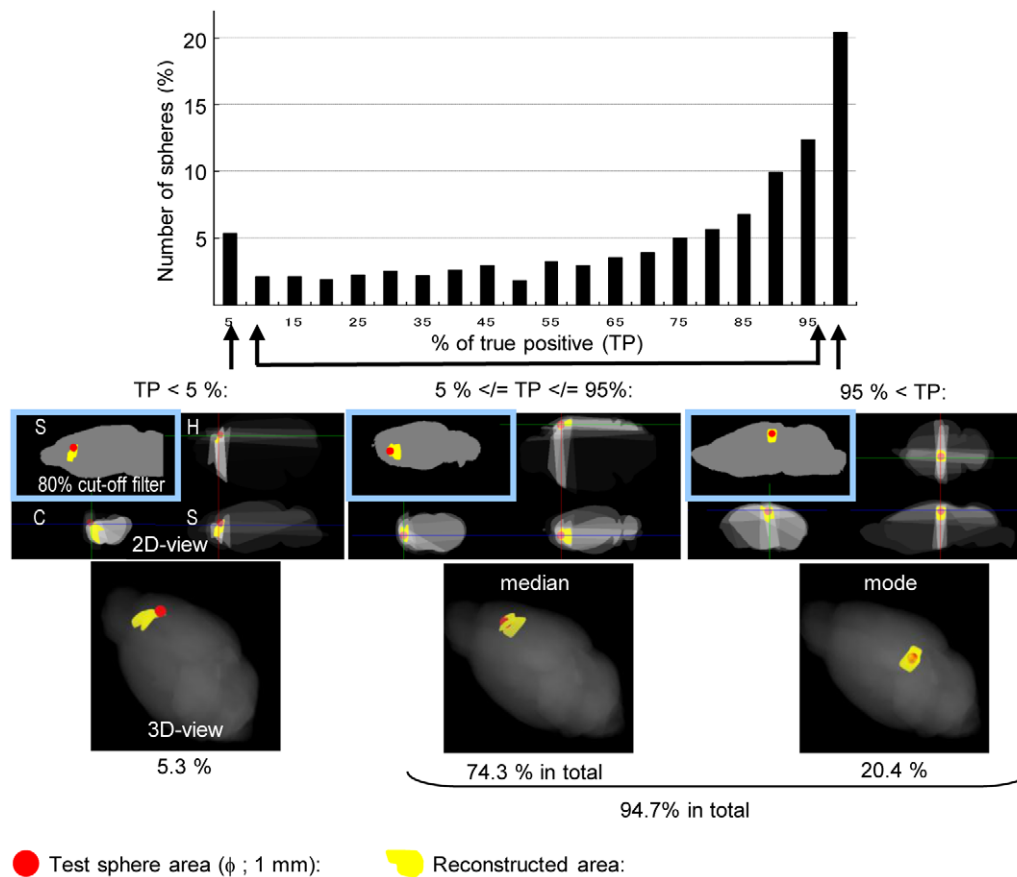 Number of spheres (%)
20
15
10
5
5 15 25 35 45 55 65 75 85 95
% of true positive (TP)
TP < 5 %:
5 % </= TP </= 95%:
95 % < TP:
S
H
80% cut-off filter
C
S
2D-view
median
mode
3D-view
5.3 %
74.3 % in total
20.4 %
94.7% in total
Test sphere area (ϕ ; 1 mm):
Reconstructed area: